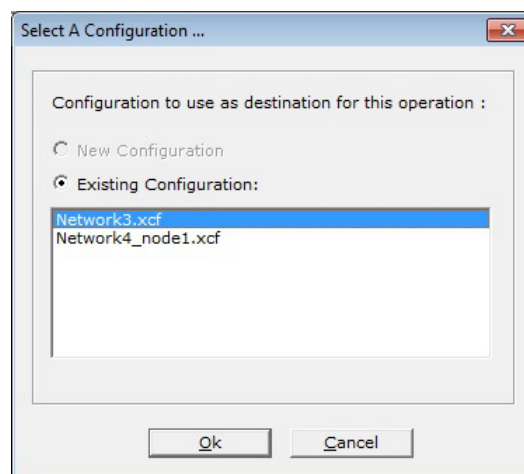 Select A Configuration ...
Configuration to use as destination for this operation :
New Configuration
Existing Configuration:
Network3.xcf
Network4_node1.xcf
Ok
Cancel